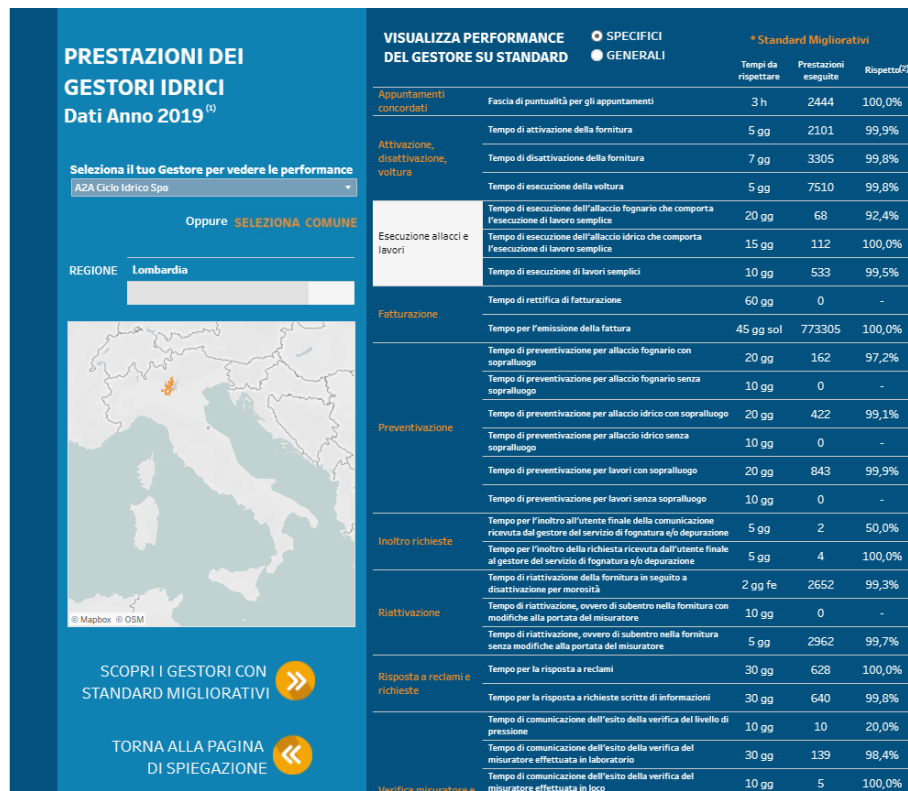 PRESTAZIONI DEI
GESTORI IDRICI
Dati Anno 2019 (1)
Seleziona il tuo Gestore per vedere le performance
A2A Ciclo Idrico Spa
Oppure SELEZIONA COMUNE
REGIONE Lombardia
© Mapbox © OSM
SCOPRI I GESTORI CON
STANDARD MIGLIORATIVI
TORNA ALLA PAGINA
DI SPIEGAZIONE
VISUALIZZA PERFORMANCE
DEL GESTORE SU STANDARD
SPECIFICI
GENERALI
* Standard Migliorativi
Tempi da
rispettare
Prestazioni
eseguite
Rispetto(2)
Appuntamenti
concordati
Fascia di puntualità per gli appuntamenti 3 h 2444 100,0%
Attivazione,
disattivazione,
voltura
Tempo di attivazione della fornitura 5 gg 2101 99,9%
Tempo di disattivazione della fornitura 7 gg 3305 99,8%
Tempo di esecuzione della voltura 5 gg 7510 99,8%
Esecuzione allacci e
lavori
Tempo di esecuzione dell'allaccio fognario che comporta
l'esecuzione di lavoro semplice 20 gg 68 92,4%
Tempo di esecuzione dell'allaccio idrico che comporta
l'esecuzione di lavoro semplice 15 gg 112 100,0%
Tempo di esecuzione di lavori semplici 10 gg 533 99,5%
Fatturazione
Tempo di rettifica di fatturazione 60 gg 0 -
Tempo per l'emissione della fattura 45 gg sol 773305 100,0%
Preventivazione
Tempo di preventivazione per allaccio fognario con
sopralluogo 20 gg 162 97,2%
Tempo di preventivazione per allaccio fognario senza
sopralluogo 10 gg 0 -
Tempo di preventivazione per allaccio idrico con sopralluogo 20 gg 422 99,1%
Tempo di preventivazione per allaccio idrico senza
sopralluogo 10 gg 0 -
Tempo di preventivazione per lavori con sopralluogo 20 gg 843 99,9%
Tempo di preventivazione per lavori senza sopralluogo 10 gg 0 -
Inoltro richieste
Tempo per l'inoltro all'utente finale della comunicazione
ricevuta dal gestore del servizio di fognatura e/o depurazione 5 gg 2 50,0%
Tempo per l'inoltro della richiesta ricevuta dall'utente finale
al gestore del servizio di fognatura e/o depurazione 5 gg 4 100,0%
Riattivazione
Tempo di riattivazione della fornitura in seguito a
disattivazione per morosità 2 gg fe 2652 99,3%
Tempo di riattivazione, ovvero di subentro nella fornitura con
modifiche alla portata del misuratore 10 gg 0 -
Tempo di riattivazione, ovvero di subentro nella fornitura
senza modifiche alla portata del misuratore 5 gg 2962 99,7%
Risposta a reclami e
richieste
Tempo per la risposta a reclami 30 gg 628 100,0%
Tempo per la risposta a richieste scritte di informazioni 30 gg 640 99,8%
Tempo di comunicazione dell'esito della verifica del livello di
pressione 10 gg 10 20,0%
Tempo di comunicazione dell'esito della verifica del
misuratore effettuata in laboratorio 30 gg 139 98,4%
Verifica misuratore e
Tempo di comunicazione dell'esito della verifica del
misuratore effettuata in loco 10 gg 5 100,0%